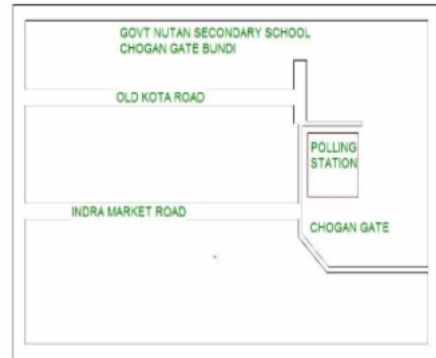 GOVT NUTAN SECONDARY SCHOOL
CHOGAN GATE BUNDI
OLD KOTA ROAD
POLLING
STATION
INDRA MARKET ROAD
CHOGAN GATE